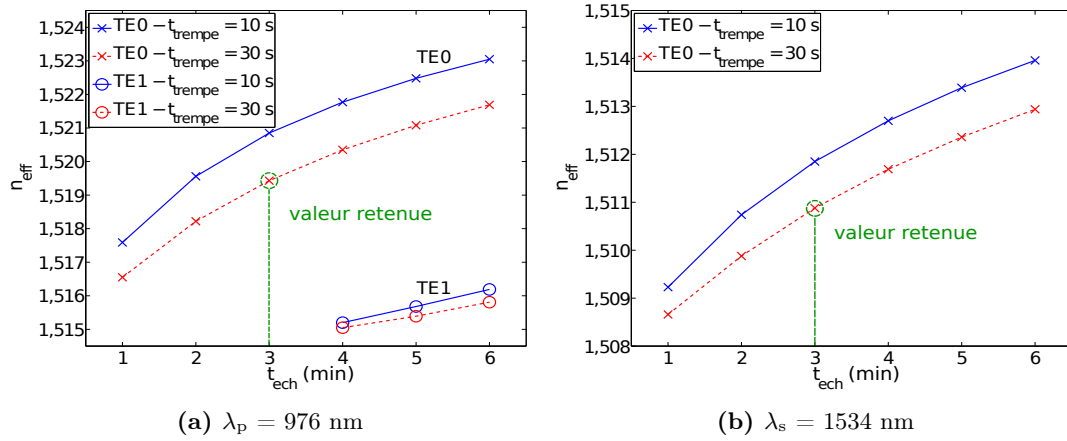 1,524
1,523
1,522
1,521
1,520
1,519
1,518
1,516
1,516
1,515
n_eff
TE0 − t_trempe = 10 s
TE0 − t_trempe = 30 s
TE1 − t_trempe = 10 s
TE1 − t_trempe = 30 s
TE0
valeur retenue
TE1
1 2 3 4 5 6
t_ech (min)
(a) λ_p = 976 nm
1,515
1,514
1,513
1,512
1,511
1,510
1,509
1,508
n_eff
TE0 − t_trempe = 10 s
TE0 − t_trempe = 30 s
valeur retenue
1 2 3 4 5 6
t_ech (min)
(b) λ_s = 1534 nm